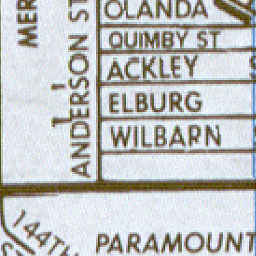 OLANDA
QUIMBY ST
ACKLEY
ELBURG
WILBARN
MER
ANDERSON ST
144TH
PARAMOUNT